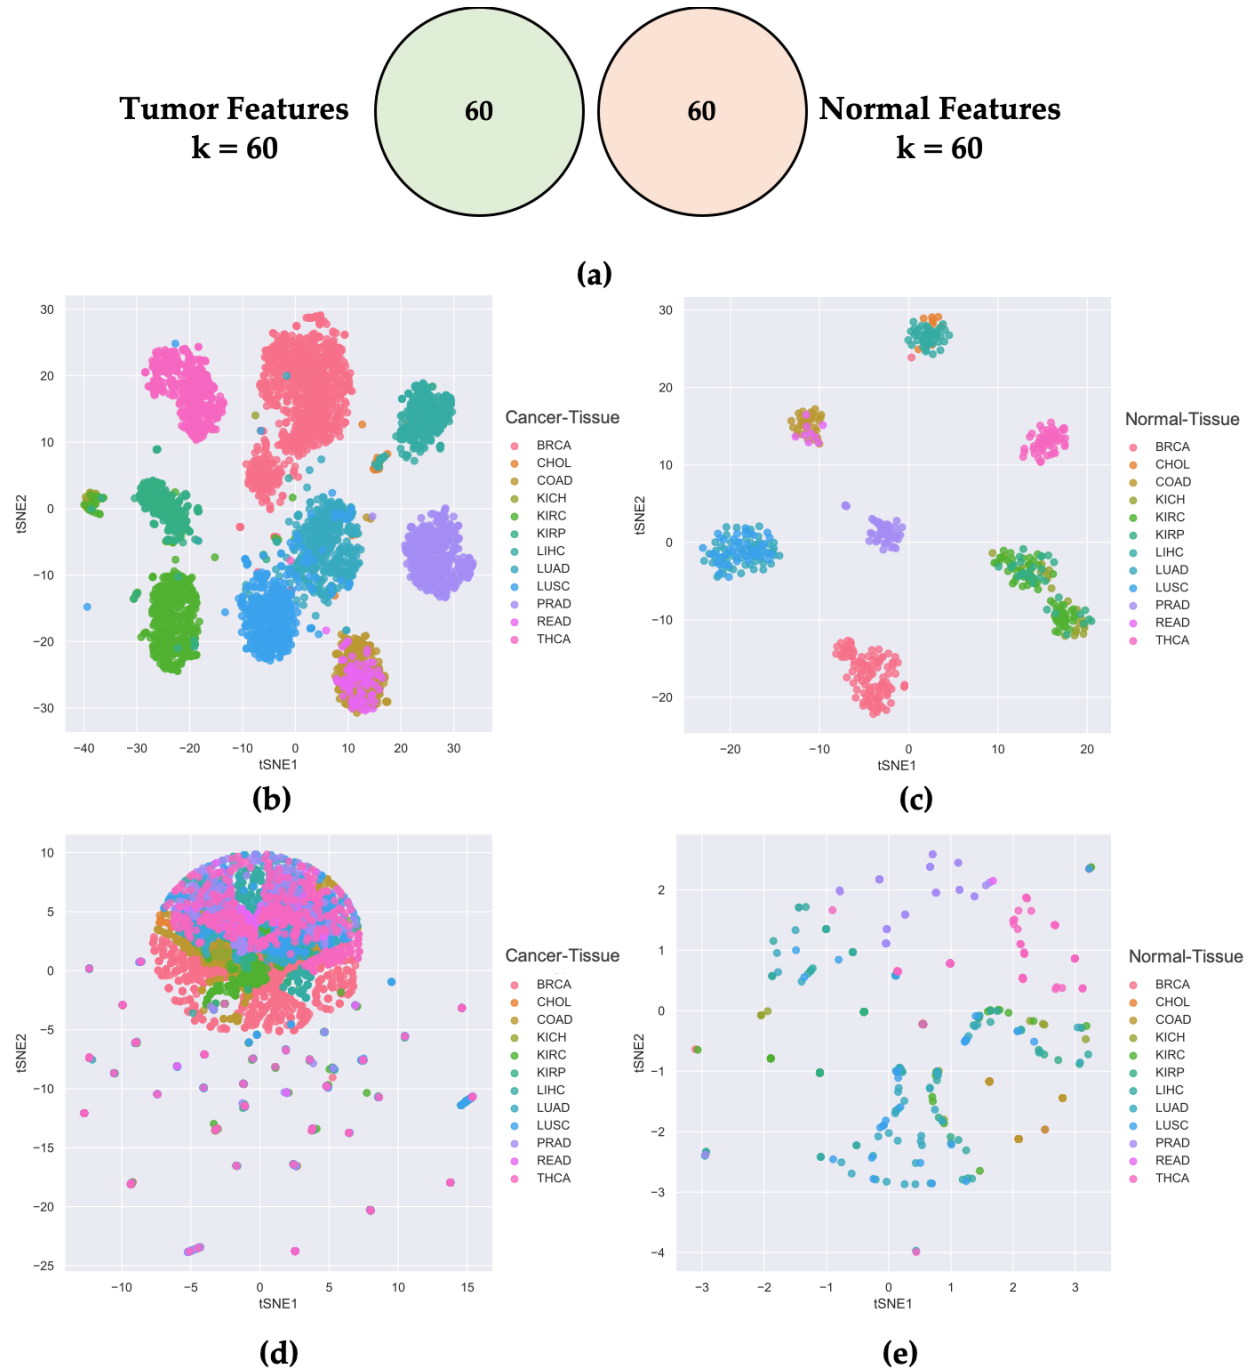 Tumor Features
k = 60
60
60
Normal Features
k = 60
(a)
30
20
10
0
−10
−20
−30
tSNE2
−40
−30
−20
−10
0
10
20
30
tSNE1
Cancer-Tissue
BRCA
CHOL
COAD
KICH
KIRC
KIRP
LIHC
LUAD
LUSC
PRAD
READ
THCA
(b)
30
20
10
0
−10
−20
tSNE2
−20
−10
0
10
20
tSNE1
Normal-Tissue
BRCA
CHOL
COAD
KICH
KIRC
KIRP
LIHC
LUAD
LUSC
PRAD
READ
THCA
(c)
10
5
0
−5
−10
−15
−20
−25
tSNE2
−10
−5
0
5
10
15
tSNE1
Cancer-Tissue
BRCA
CHOL
COAD
KICH
KIRC
KIRP
LIHC
LUAD
LUSC
PRAD
READ
THCA
(d)
2
1
0
−1
−2
−3
−4
tSNE2
−3
−2
−1
0
1
2
3
tSNE1
Normal-Tissue
BRCA
CHOL
COAD
KICH
KIRC
KIRP
LIHC
LUAD
LUSC
PRAD
READ
THCA
(e)